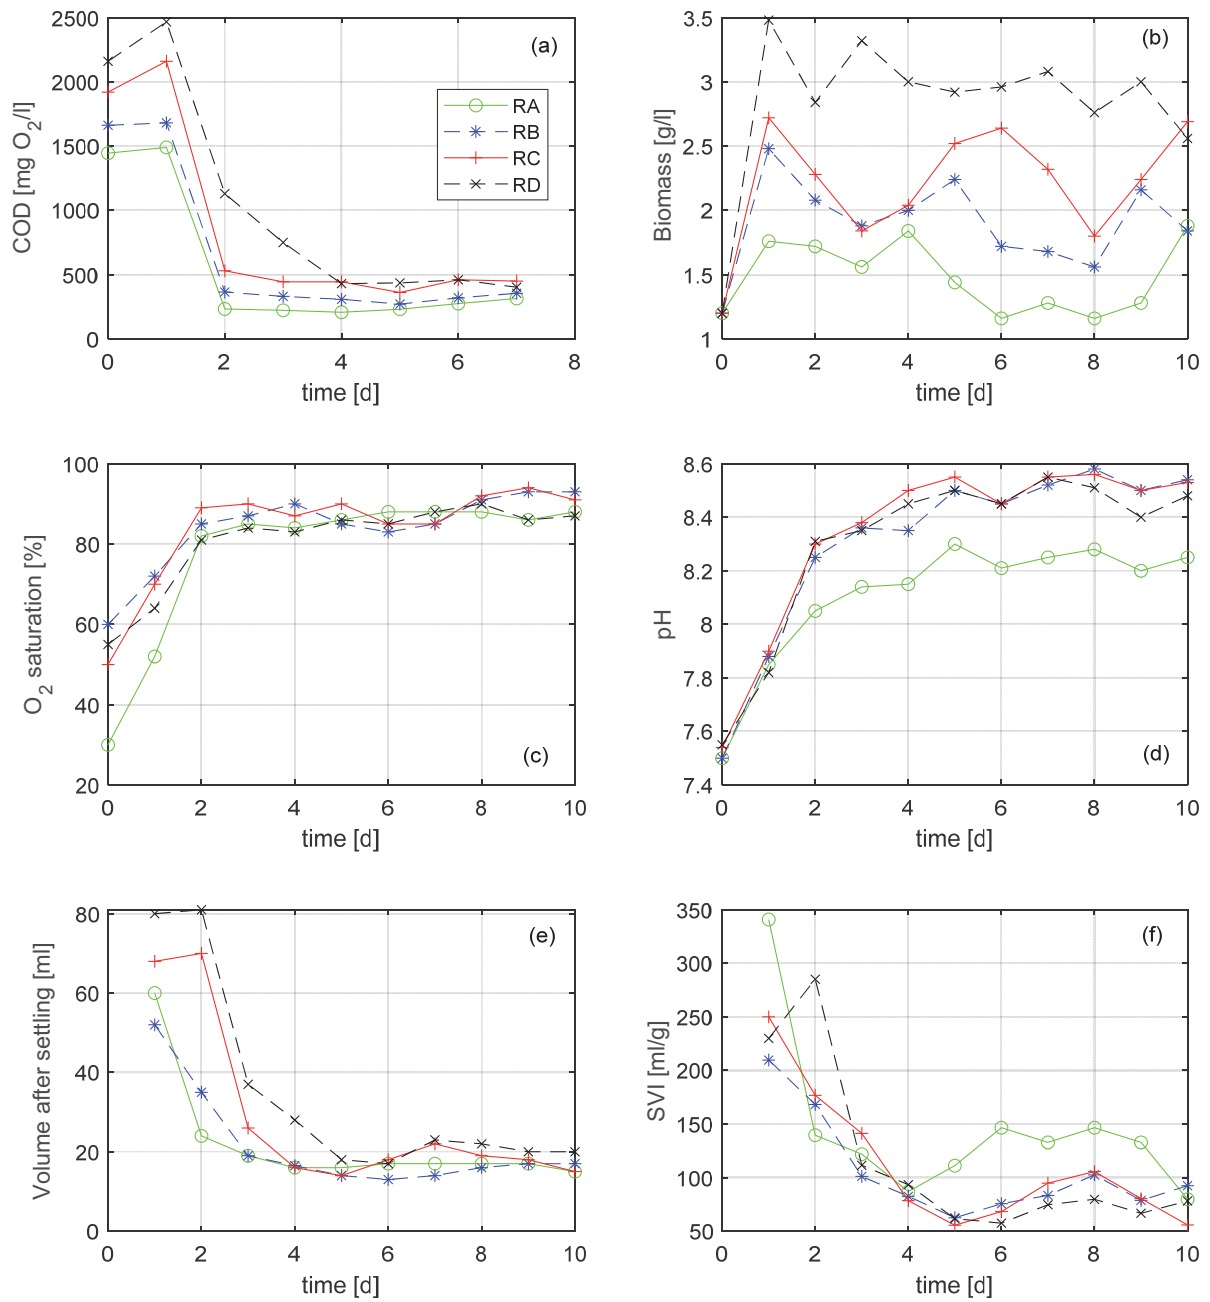 COD [mg O2/l]
2500
2000
1500
1000
500
0
(a)
RA
RB
RC
RD
0 2 4 6 8
time [d]
Biomass [g/l]
3.5
3
2.5
2
1.5
1
(b)
0 2 4 6 8 10
time [d]
O2 saturation [%]
100
80
60
40
20
(c)
0 2 4 6 8 10
time [d]
pH
8.6
8.4
8.2
8
7.8
7.6
7.4
(d)
0 2 4 6 8 10
time [d]
Volume after settling [ml]
80
60
40
20
0
(e)
0 2 4 6 8 10
time [d]
SVI [ml/g]
350
300
250
200
150
100
50
(f)
0 2 4 6 8 10
time [d]